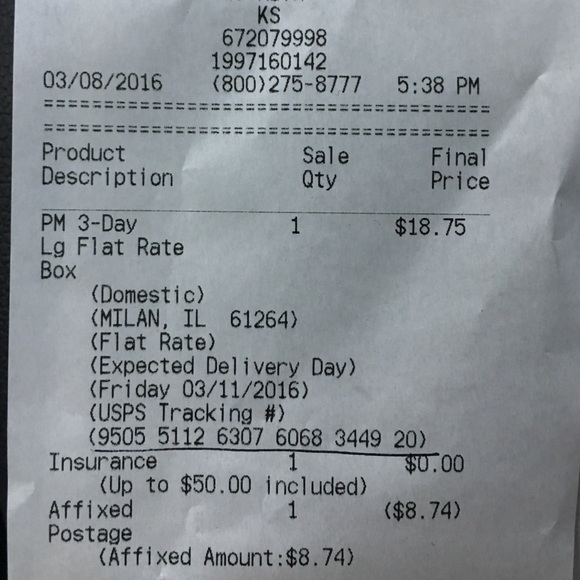 KS
672079998
1997160142
03/08/2016 (800)275-8777 5:38 PM
========================================
========================================
Product Sale Final
Description Qty Price
PM 3-Day 1 $18.75
Lg Flat Rate
Box
(Domestic)
(MILAN, IL 61264)
(Flat Rate)
(Expected Delivery Day)
(Friday 03/11/2016)
(USPS Tracking #)
(9505 5112 6307 6068 3449 20)
Insurance 1 $0.00
(Up to $50.00 included)
Affixed 1 ($8.74)
Postage
(Affixed Amount:$8.74)